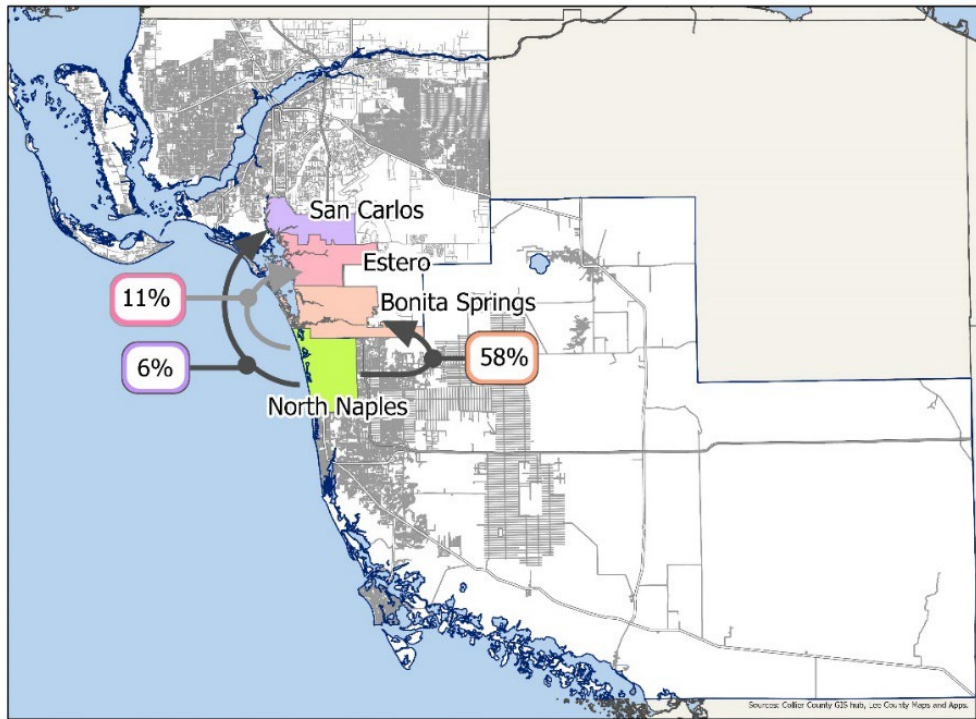 San Carlos
Estero
11%
Bonita Springs
6%
58%
North Naples
Sources: Collier County GIS hub, Lee County Maps and Apps.